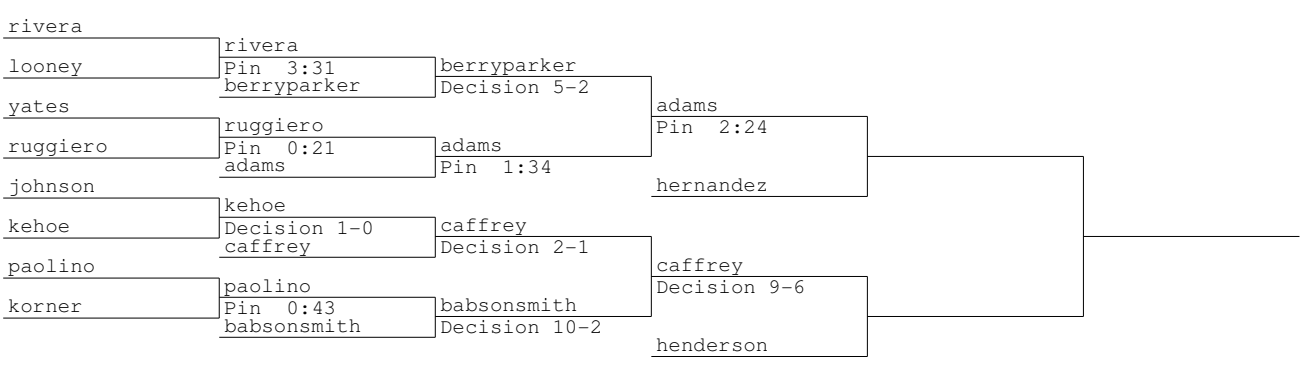 rivera
looney
yates
ruggiero
johnson
kehoe
paolino
korner
rivera
Pin 3:31
berryparker
ruggiero
Pin 0:21
adams
kehoe
Decision 1-0
caffrey
paolino
Pin 0:43
babsonsmith
berryparker
Decision 5-2
adams
Pin 1:34
caffrey
Decision 2-1
babsonsmith
Decision 10-2
adams
Pin 2:24
hernandez
caffrey
Decision 9-6
henderson